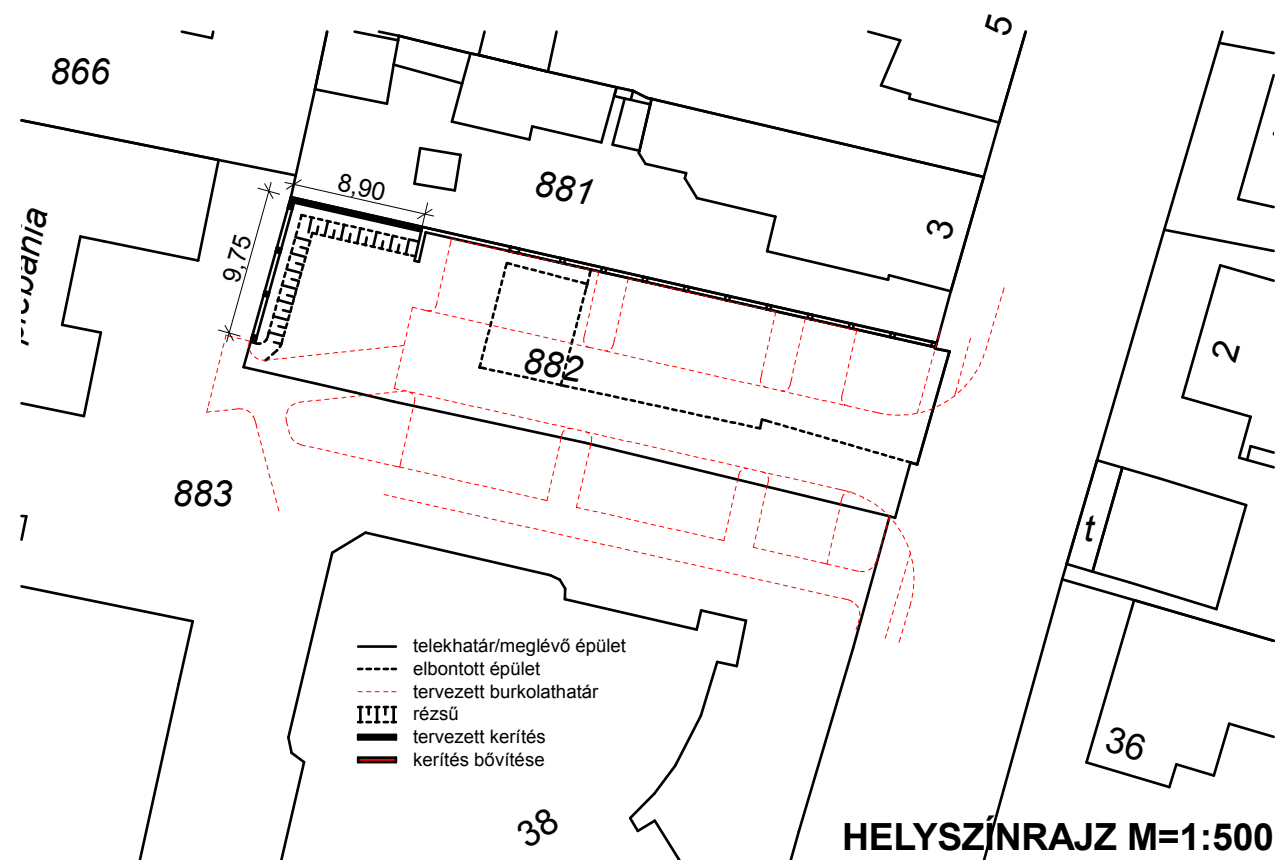 5
866
8,90
881
3
9,75
882
2
883
t
telekhatár/meglévő épület
elbontott épület
tervezett burkolathatár
rézsű
tervezett kerítés
kerítés bővítése
36
38
HELYSZÍNRAJZ M=1:500